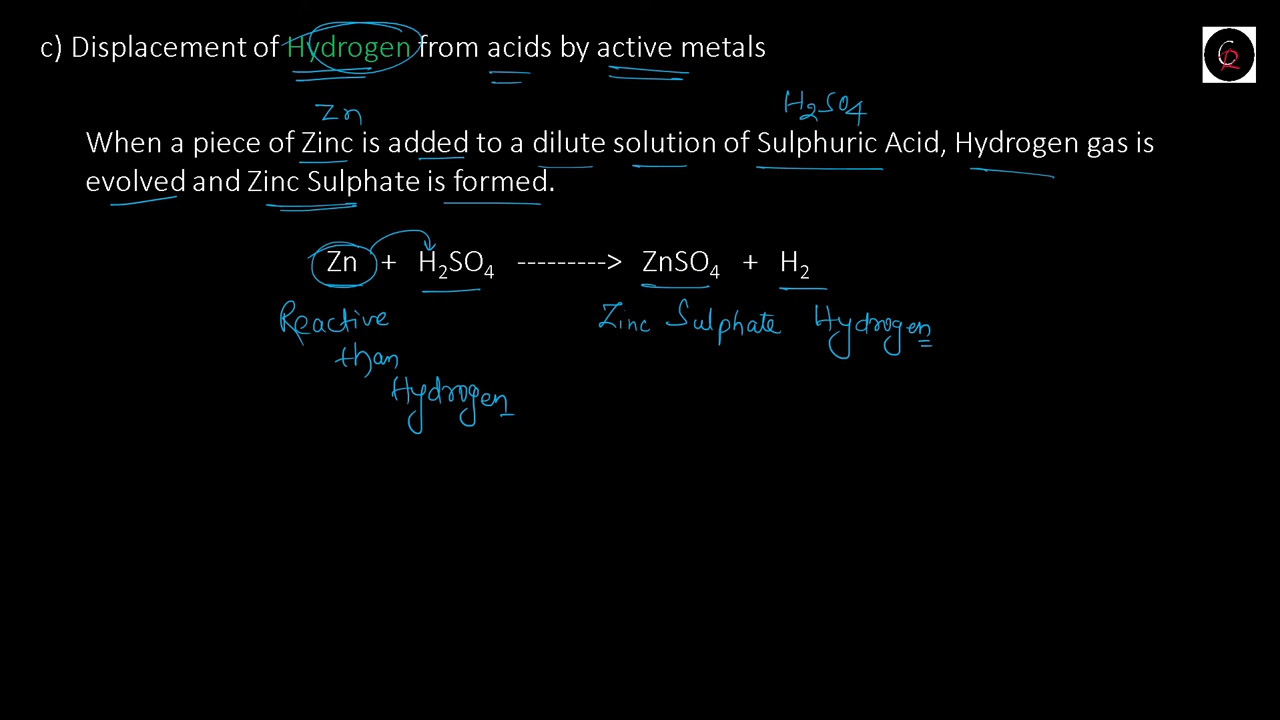 c) Displacement of Hydrogen from acids by active metals
Zn H₂SO₄
When a piece of Zinc is added to a dilute solution of Sulphuric Acid, Hydrogen gas is
evolved and Zinc Sulphate is formed.
Zn + H₂SO₄ ---------> ZnSO₄ + H₂
Reactive Zinc Sulphate Hydrogen
than
Hydrogen